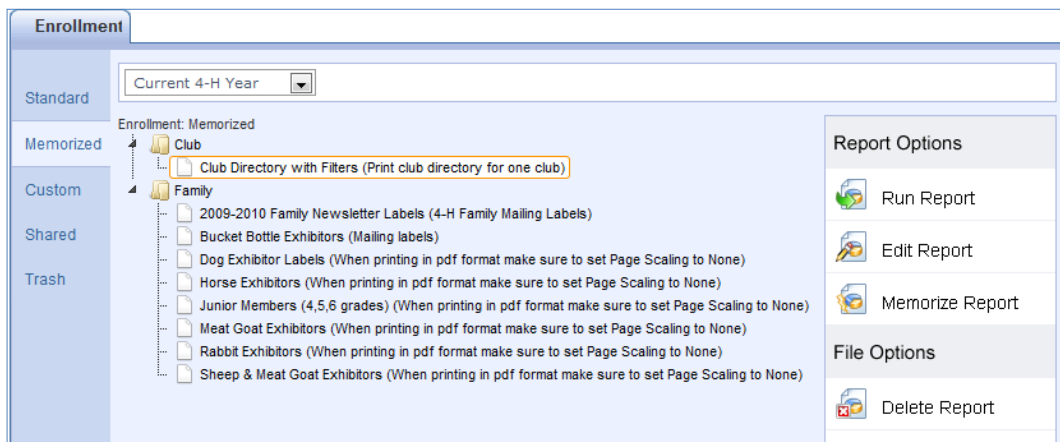 Enrollment
Current 4-H Year
Standard
Memorized
Custom
Shared
Trash
Enrollment: Memorized
Club
Club Directory with Filters (Print club directory for one club)
Family
2009-2010 Family Newsletter Labels (4-H Family Mailing Labels)
Bucket Bottle Exhibitors (Mailing labels)
Dog Exhibitor Labels (When printing in pdf format make sure to set Page Scaling to None)
Horse Exhibitors (When printing in pdf format make sure to set Page Scaling to None)
Junior Members (4,5,6 grades) (When printing in pdf format make sure to set Page Scaling to None)
Meat Goat Exhibitors (When printing in pdf format make sure to set Page Scaling to None)
Rabbit Exhibitors (When printing in pdf format make sure to set Page Scaling to None)
Sheep & Meat Goat Exhibitors (When printing in pdf format make sure to set Page Scaling to None)
Report Options
Run Report
Edit Report
Memorize Report
File Options
Delete Report